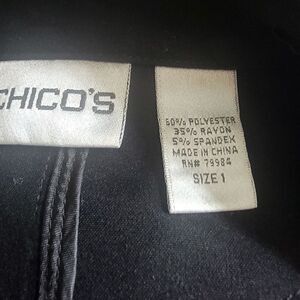 CHICO'S
60% POLYESTER
35% RAYON
5% SPANDEX
MADE IN CHINA
RN# 79984
SIZE 1